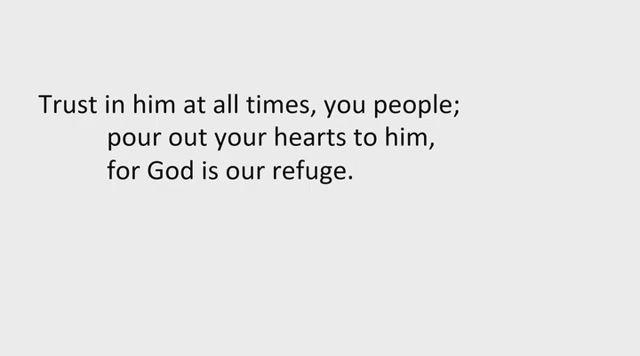 Trust in him at all times, you people;
pour out your hearts to him,
for God is our refuge.